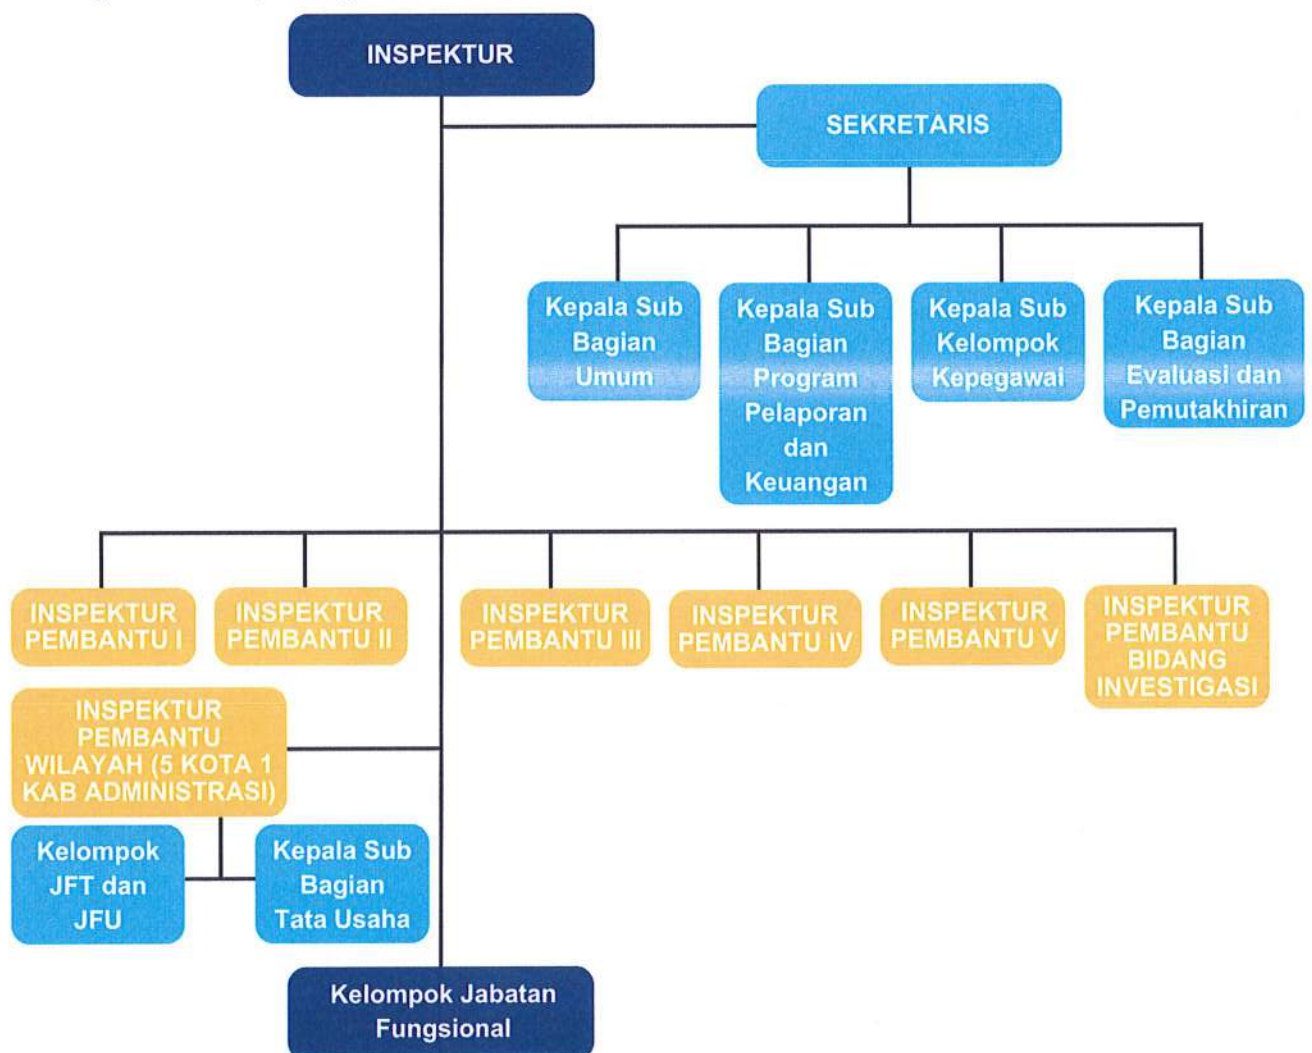 INSPEKTUR
SEKRETARIS
Kepala Sub
Bagian
Umum
Kepala Sub
Bagian
Program
Pelaporan
dan
Keuangan
Kepala Sub
Kelompok
Kepegawai
Kepala Sub
Bagian
Evaluasi dan
Pemutakhiran
INSPEKTUR
PEMBANTU I
INSPEKTUR
PEMBANTU II
INSPEKTUR
PEMBANTU III
INSPEKTUR
PEMBANTU IV
INSPEKTUR
PEMBANTU V
INSPEKTUR
PEMBANTU
BIDANG
INVESTIGASI
INSPEKTUR
PEMBANTU
WILAYAH (5 KOTA 1
KAB ADMINISTRASI)
Kelompok
JFT dan
JFU
Kepala Sub
Bagian
Tata Usaha
Kelompok Jabatan
Fungsional